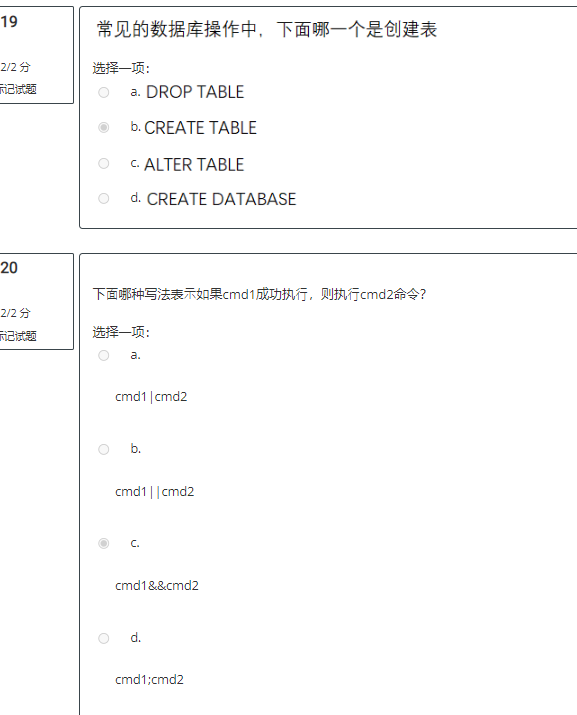 19
2/2 分
标记试题
常见的数据库操作中，下面哪一个是创建表
选择一项：
a. DROP TABLE
b. CREATE TABLE
c. ALTER TABLE
d. CREATE DATABASE
20
2/2 分
标记试题
下面哪种写法表示如果cmd1成功执行，则执行cmd2命令?
选择一项：
a.
cmd1|cmd2
b.
cmd1||cmd2
c.
cmd1&&cmd2
d.
cmd1;cmd2